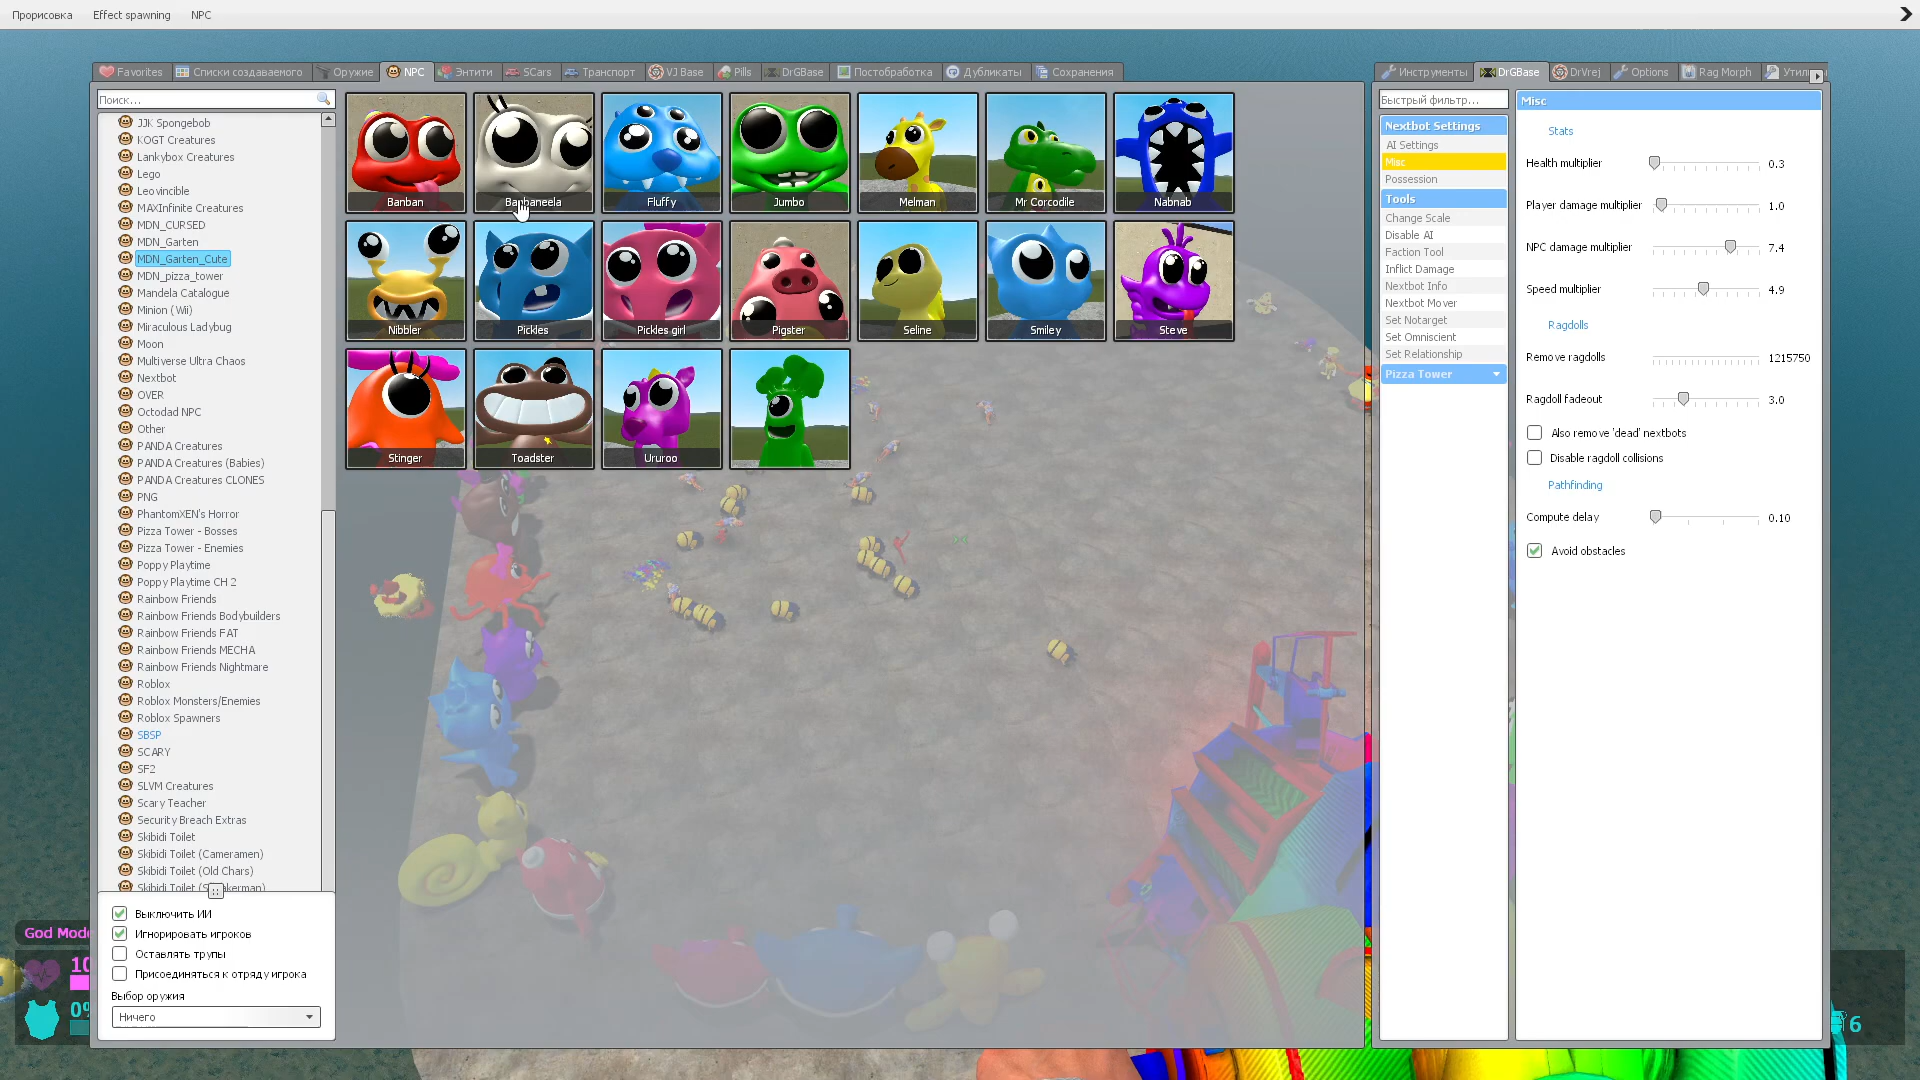 Прорисовка Effect spawning NPC
Favorites Списки создаваемого Оружие NPC Энтити SCars Транспорт VJ Base Pills DrGBase Постобработка Дубликаты Сохранения
Инструменты DrGBase DrVrej Options Rag Morph
Поиск...
JJK Spongebob
KOGT Creatures
Lankybox Creatures
Lego
Leovincible
MAXInfinite Creatures
MDN_CURSED
MDN_Garten
MDN_Garten_Cute
MDN_pizza_tower
Mandela Catalogue
Minion (Wii)
Miraculous Ladybug
Moon
Multiverse Ultra Chaos
Nextbot
OVER
Octodad NPC
Other
PANDA Creatures
PANDA Creatures (Babies)
PANDA Creatures CLONES
PNG
PhantomXEN's Horror
Pizza Tower - Bosses
Pizza Tower - Enemies
Poppy Playtime
Poppy Playtime CH 2
Rainbow Friends
Rainbow Friends Bodybuilders
Rainbow Friends FAT
Rainbow Friends MECHA
Rainbow Friends Nightmare
Roblox
Roblox Monsters/Enemies
Roblox Spawners
SBSP
SCARY
SF2
SLVM Creatures
Scary Teacher
Security Breach Extras
Skibidi Toilet
Skibidi Toilet (Cameramen)
Skibidi Toilet (Old Chars)
Skibidi Toilet
Выключить ИИ
Игнорировать игроков
Оставлять трупы
Присоединяться к отряду игрока
Выбор оружия
Ничего
God Mode
10
0%
Banban Banbaneela Fluffy Jumbo Melman Mr Corcodile Nabnab
Nibbler Pickles Pickles girl Pigster Seline Smiley Steve
Stinger Toadster Ururoo
Быстрый фильтр...
Nextbot Settings
AI Settings
Misc
Possession
Tools
Change Scale
Disable AI
Faction Tool
Inflict Damage
Nextbot Info
Nextbot Mover
Set Notarget
Set Omniscient
Set Relationship
Pizza Tower
Misc
Stats
Health multiplier 0.3
Player damage multiplier 1.0
NPC damage multiplier 7.4
Speed multiplier 4.9
Ragdolls
Remove ragdolls 1215750
Ragdoll fadeout 3.0
Also remove 'dead' nextbots
Disable ragdoll collisions
Pathfinding
Compute delay 0.10
Avoid obstacles
6